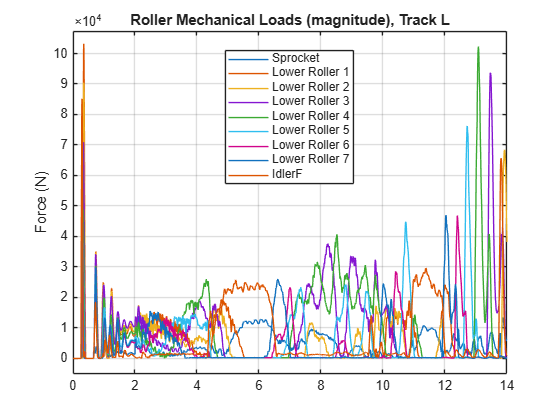 Roller Mechanical Loads (magnitude), Track L
×10⁴
Force (N)
10
9
8
7
6
5
4
3
2
1
0
Sprocket
Lower Roller 1
Lower Roller 2
Lower Roller 3
Lower Roller 4
Lower Roller 5
Lower Roller 6
Lower Roller 7
IdlerF
0 2 4 6 8 10 12 14